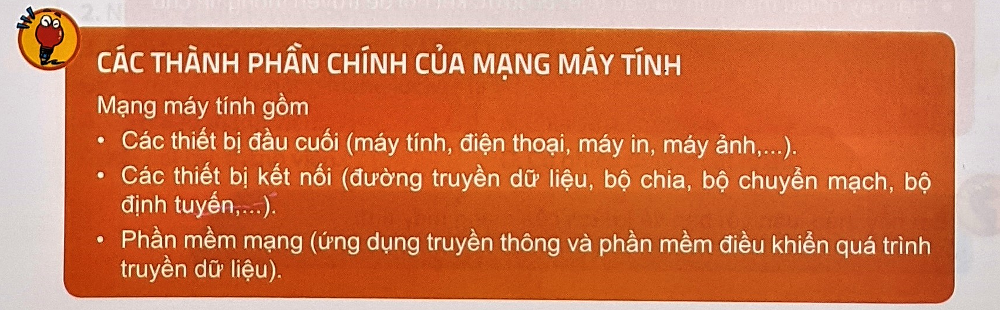 2. N
CÁC THÀNH PHẦN CHÍNH CỦA MẠNG MÁY TÍNH
Mạng máy tính gồm
• Các thiết bị đầu cuối (máy tính, điện thoại, máy in, máy ảnh,...).
• Các thiết bị kết nối (đường truyền dữ liệu, bộ chia, bộ chuyển mạch, bộ
định tuyến,...).
• Phần mềm mạng (ứng dụng truyền thông và phần mềm điều khiển quá trình
truyền dữ liệu).